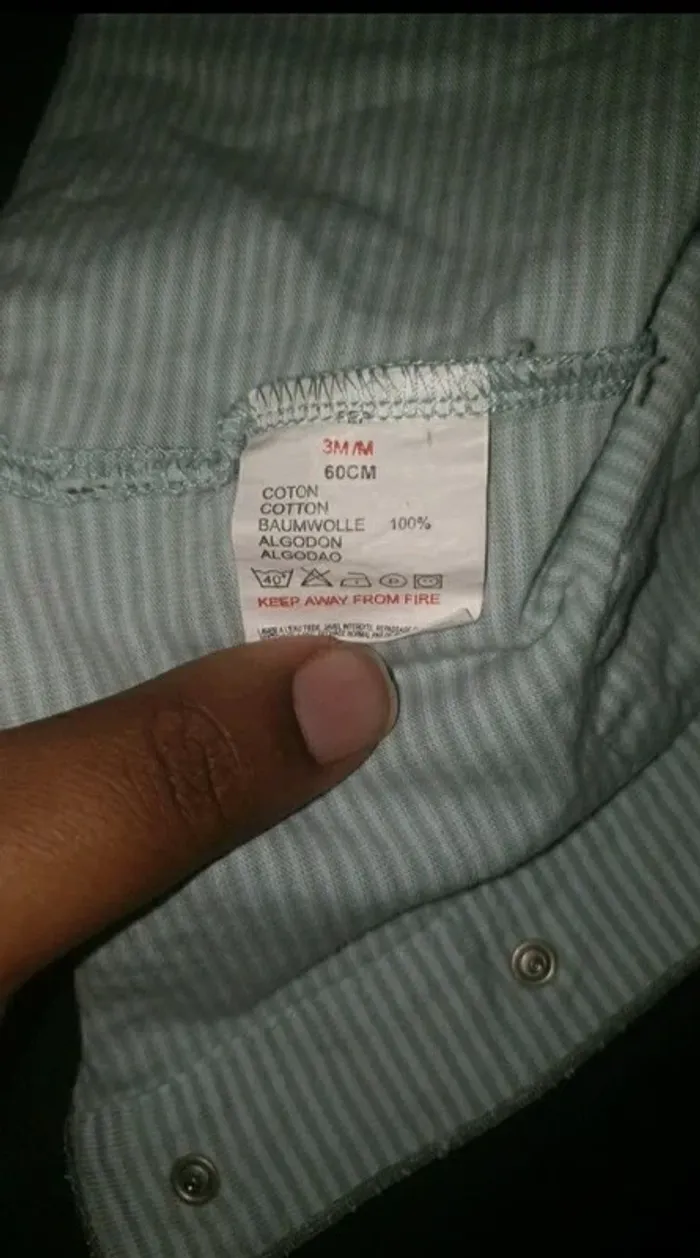 3M/M
60CM
COTON
COTTON
BAUMWOLLE 100%
ALGODON
ALGODAO
40°
KEEP AWAY FROM FIRE